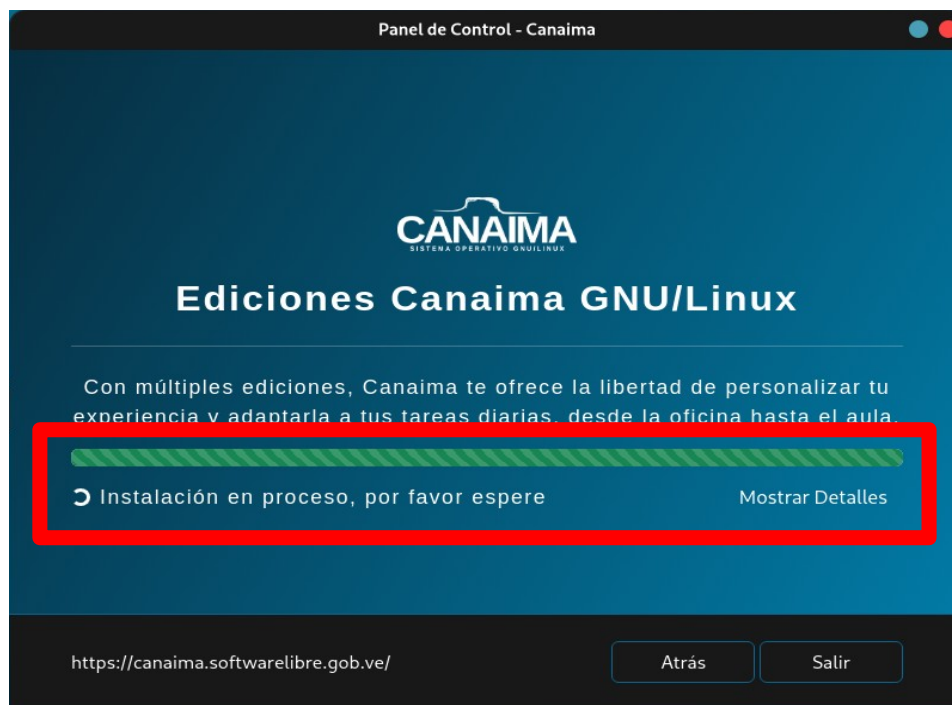 Panel de Control - Canaima
CANAIMA
SISTEMA OPERATIVO GNU/LINUX
Ediciones Canaima GNU/Linux
Con múltiples ediciones, Canaima te ofrece la libertad de personalizar tu
experiencia y adaptarla a tus tareas diarias, desde la oficina hasta el aula.
Instalación en proceso, por favor espere
Mostrar Detalles
https://canaima.softwarelibre.gob.ve/
Atrás
Salir